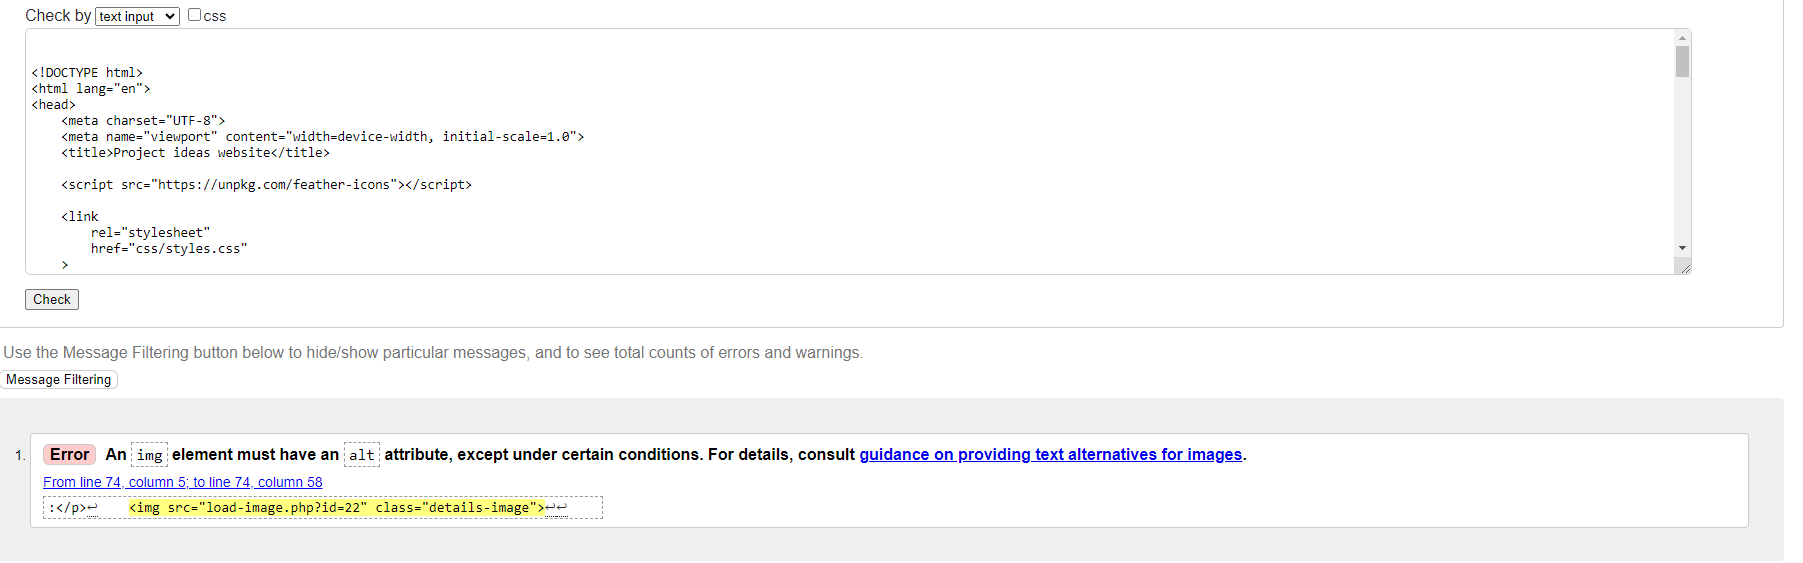 Check by text input css
<!DOCTYPE html>
<html lang="en">
<head>
<meta charset="UTF-8">
<meta name="viewport" content="width=device-width, initial-scale=1.0">
<title>Project ideas website</title>
<script src="https://unpkg.com/feather-icons"></script>
<link
rel="stylesheet"
href="css/styles.css"
>
Check
Use the Message Filtering button below to hide/show particular messages, and to see total counts of errors and warnings.
Message Filtering
1. Error An img element must have an alt attribute, except under certain conditions. For details, consult guidance on providing text alternatives for images.
From line 74, column 5; to line 74, column 58
:</p>↩ <img src="load-image.php?id=22" class="details-image">↩↩